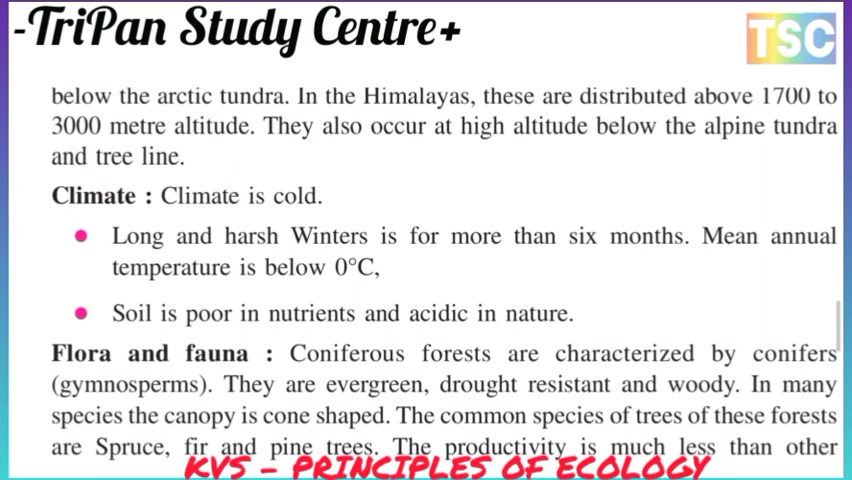 -TriPan Study Centre+
TSC
below the arctic tundra. In the Himalayas, these are distributed above 1700 to
3000 metre altitude. They also occur at high altitude below the alpine tundra
and tree line.
Climate : Climate is cold.
• Long and harsh Winters is for more than six months. Mean annual
temperature is below 0°C,
• Soil is poor in nutrients and acidic in nature.
Flora and fauna : Coniferous forests are characterized by conifers
(gymnosperms). They are evergreen, drought resistant and woody. In many
species the canopy is cone shaped. The common species of trees of these forests
are Spruce, fir and pine trees. The productivity is much less than other
KVS - PRINCIPLES OF ECOLOGY